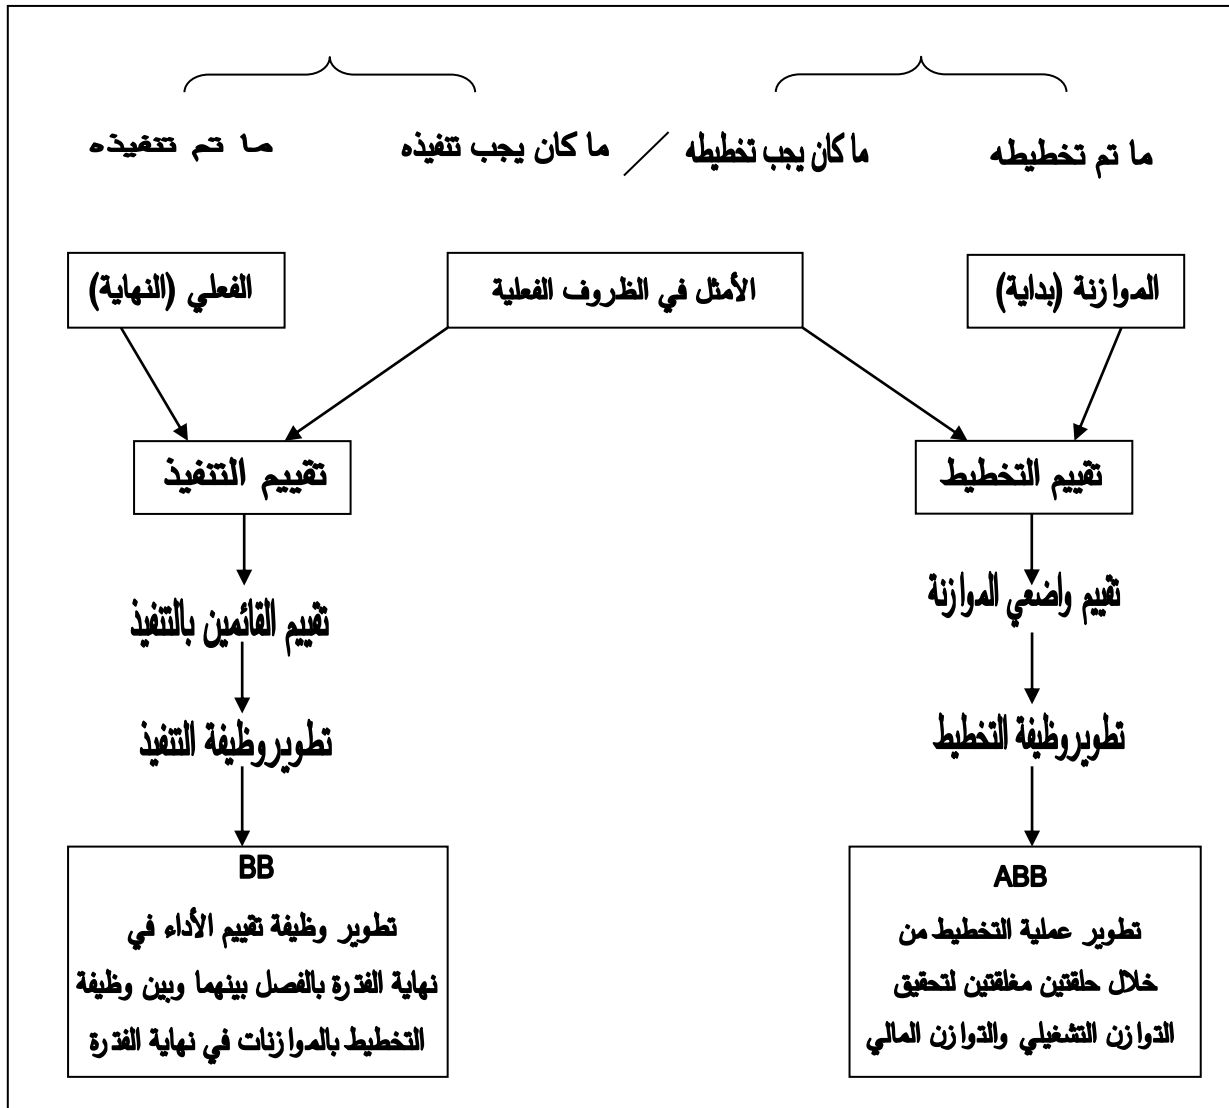 ما تم تخطيطه
ما كان يجب تخطيطه / ما كان يجب تنفيذه
ما تم تنفيذه
الموازنة (بداية)
الأمثل في الظروف الفعلية
الفعلي (النهاية)
تقييم التخطيط
تقييم التنفيذ
تقييم واضعي الموازنة
تقييم القائمين بالتنفيذ
تطويروظيفة التخطيط
تطويروظيفة التنفيذ
ABB
تطوير عملية التخطيط من
خلال حلقتين مغلقتين لتحقيق
التوازن التشغيلي والتوازن المالي
BB
تطوير وظيفة تقييم الأداء في
نهاية الفترة بالفصل بينهما وبين وظيفة
التخطيط بالموازنات في نهاية الفترة